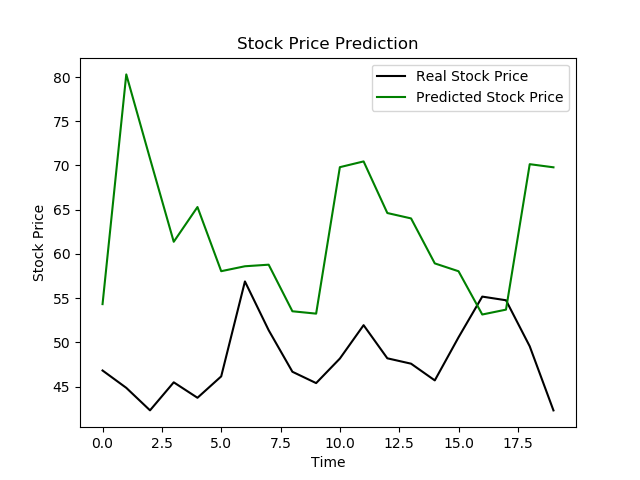 Stock Price Prediction
Real Stock Price
Predicted Stock Price
80
75
70
65
60
55
50
45
Stock Price
0.0 2.5 5.0 7.5 10.0 12.5 15.0 17.5
Time